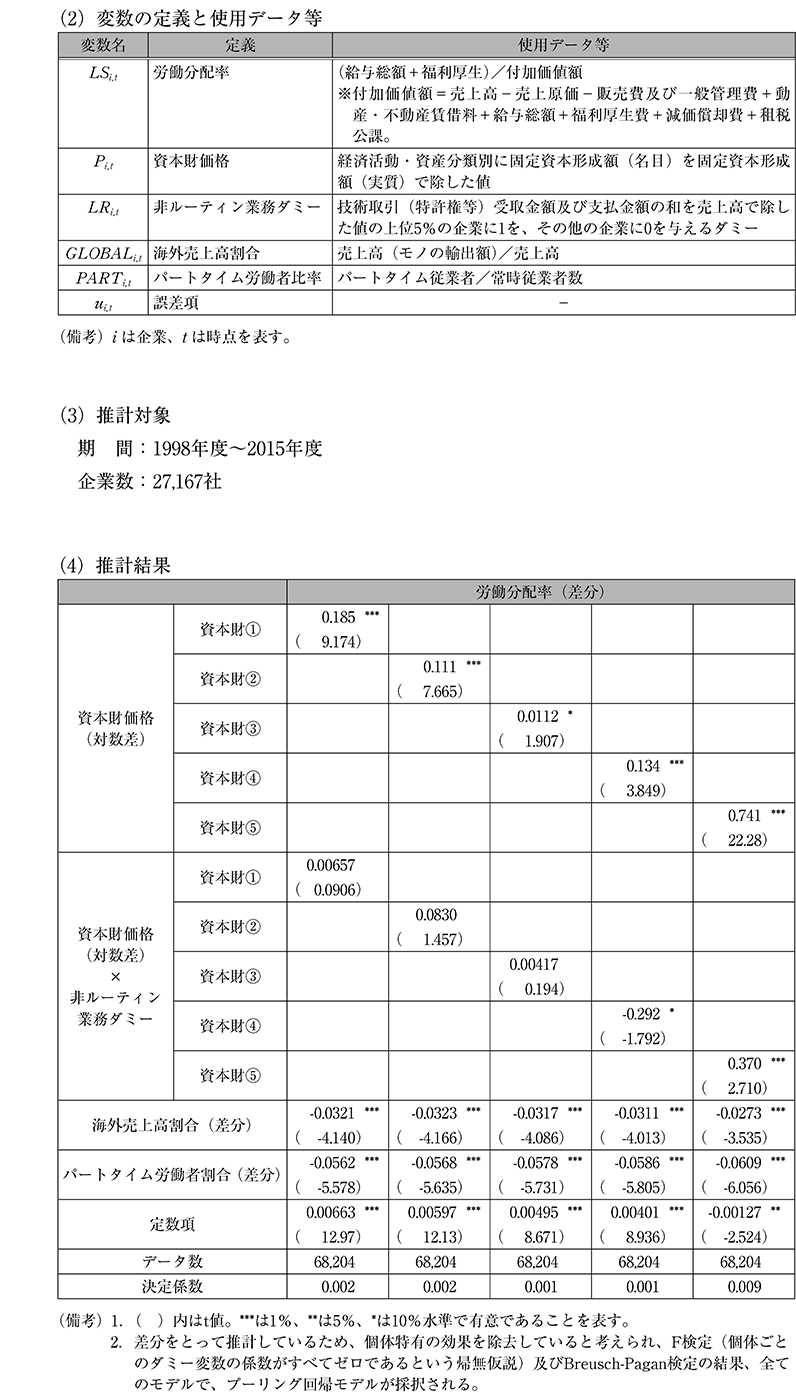 （2）変数の定義と使用データ等
変数名 定義 使用データ等
LSi,t 労働分配率 （給与総額＋福利厚生）／付加価値額
※付加価値額＝売上高－売上原価－販売費及び一般管理費＋動
産・不動産賃借料＋給与総額＋福利厚生費＋減価償却費＋租税
公課。
Pi,t 資本財価格 経済活動・資産分類別に固定資本形成額（名目）を固定資本形成
額（実質）で除した値
LRi,t 非ルーティン業務ダミー 技術取引（特許権等）受取金額及び支払金額の和を売上高で除し
た値の上位5％の企業に1を、その他の企業に0を与えるダミー
GLOBALi,t 海外売上高割合 売上高（モノの輸出額）／売上高
PARTi,t パートタイム労働者比率 パートタイム従業者／常時従業者数
ui,t 誤差項 －
（備考）i は企業、t は時点を表す。
（3）推計対象
期　間：1998年度～2015年度
企業数：27,167社
（4）推計結果
労働分配率（差分）
資本財価格
（対数差）
資本財① 0.185 ***
（ 9.174）
資本財② 0.111 ***
（ 7.665）
資本財③ 0.0112 *
（ 1.907）
資本財④ 0.134 ***
（ 3.849）
資本財⑤ 0.741 ***
（ 22.28）
資本財価格
（対数差）
×
非ルーティン
業務ダミー
資本財① 0.00657
（ 0.0906）
資本財② 0.0830
（ 1.457）
資本財③ 0.00417
（ 0.194）
資本財④ -0.292 *
（ -1.792）
資本財⑤ 0.370 ***
（ 2.710）
海外売上高割合（差分） -0.0321 *** -0.0323 *** -0.0317 *** -0.0311 *** -0.0273 ***
（ -4.140） （ -4.166） （ -4.086） （ -4.013） （ -3.535）
パートタイム労働者割合（差分） -0.0562 *** -0.0568 *** -0.0578 *** -0.0586 *** -0.0609 ***
（ -5.578） （ -5.635） （ -5.731） （ -5.805） （ -6.056）
定数項 0.00663 *** 0.00597 *** 0.00495 *** 0.00401 *** -0.00127 **
（ 12.97） （ 12.13） （ 8.671） （ 8.936） （ -2.524）
データ数 68,204 68,204 68,204 68,204 68,204
決定係数 0.002 0.002 0.001 0.001 0.009
（備考）1. （　）内はt値。***は1％、**は5％、*は10％水準で有意であることを表す。
2. 差分をとって推計しているため、個体特有の効果を除去していると考えられ、F検定（個体ごと
のダミー変数の係数がすべてゼロであるという帰無仮説）及びBreusch-Pagan検定の結果、全て
のモデルで、プーリング回帰モデルが採択される。